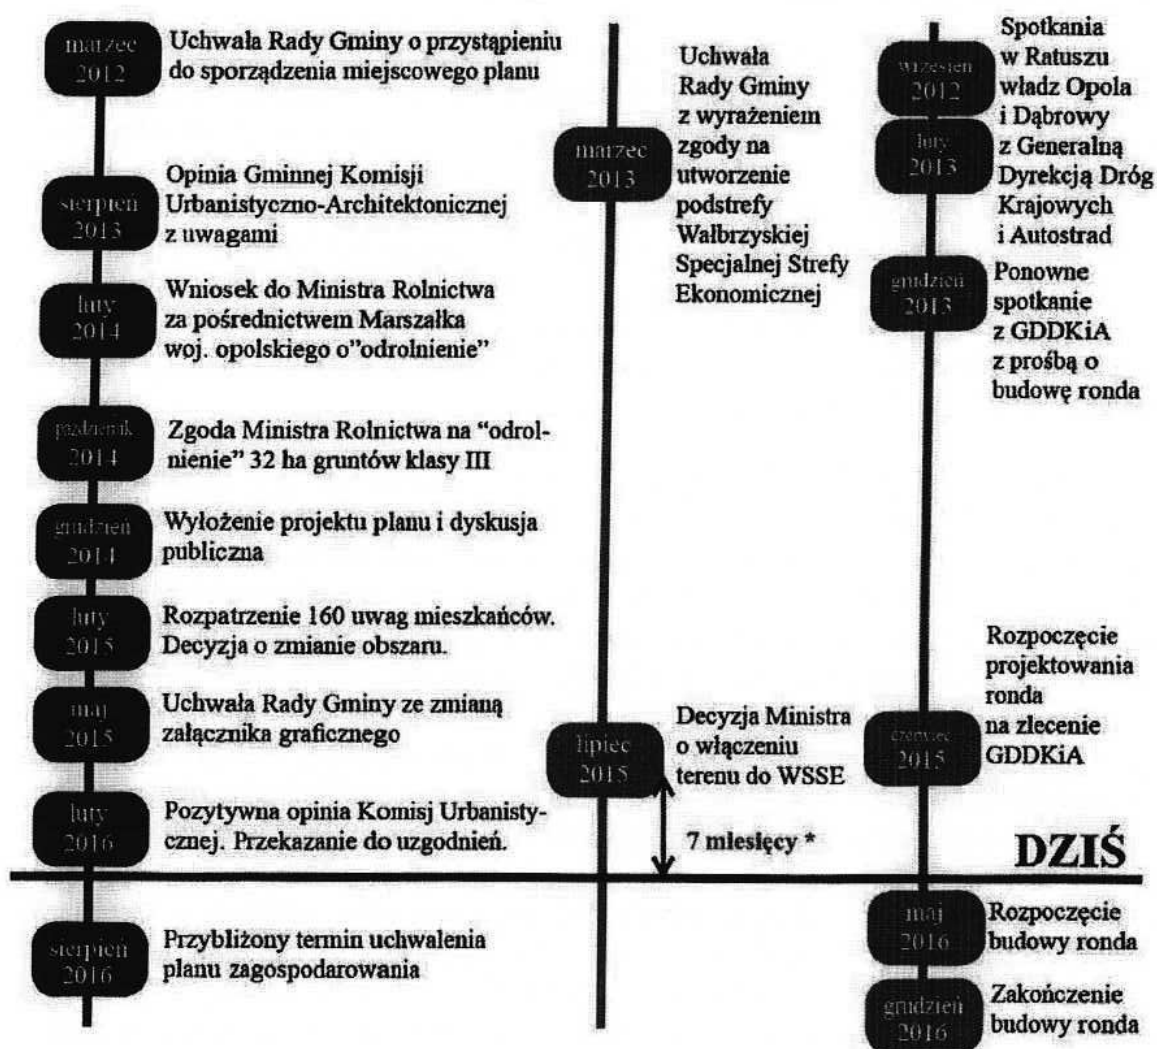 marzec
2012
Uchwała Rady Gminy o przystąpieniu
do sporządzenia miejscowego planu
sierpień
2013
Opinia Gminnej Komisji
Urbanistyczno-Architektonicznej
z uwagami
luty
2014
Wniosek do Ministra Rolnictwa
za pośrednictwem Marszałka
woj. opolskiego o"odrolnienie"
październik
2014
Zgoda Ministra Rolnictwa na “odrol-
nienie” 32 ha gruntów klasy III
grudzień
2014
Wyłożenie projektu planu i dyskusja
publiczna
luty
2015
Rozpatrzenie 160 uwag mieszkańców.
Decyzja o zmianie obszaru.
maj
2015
Uchwała Rady Gminy ze zmianą
załącznika graficznego
luty
2016
Pozytywna opinia Komisj Urbanisty-
cznej. Przekazanie do uzgodnień.
sierpień
2016
Przybliżony termin uchwalenia
planu zagospodarowania
marzec
2013
Uchwała
Rady Gminy
z wyrażeniem
zgody na
utworzenie
podstrefy
Wałbrzyskiej
Specjalnej Strefy
Ekonomicznej
lipiec
2015
Decyzja Ministra
o włączeniu
terenu do WSSE
7 miesięcy *
wrzesień
2012
luty
2013
Spotkania
w Ratuszu
władz Opola
i Dąbrowy
z Generalną
Dyrekcją Dróg
Krajowych
i Autostrad
grudzień
2013
Ponowne
spotkanie
z GDDKiA
z prośbą o
budowę ronda
czerwiec
2015
Rozpoczęcie
projektowania
ronda
na zlecenie
GDDKiA
DZIŚ
maj
2016
Rozpoczęcie
budowy ronda
grudzień
2016
Zakończenie
budowy ronda